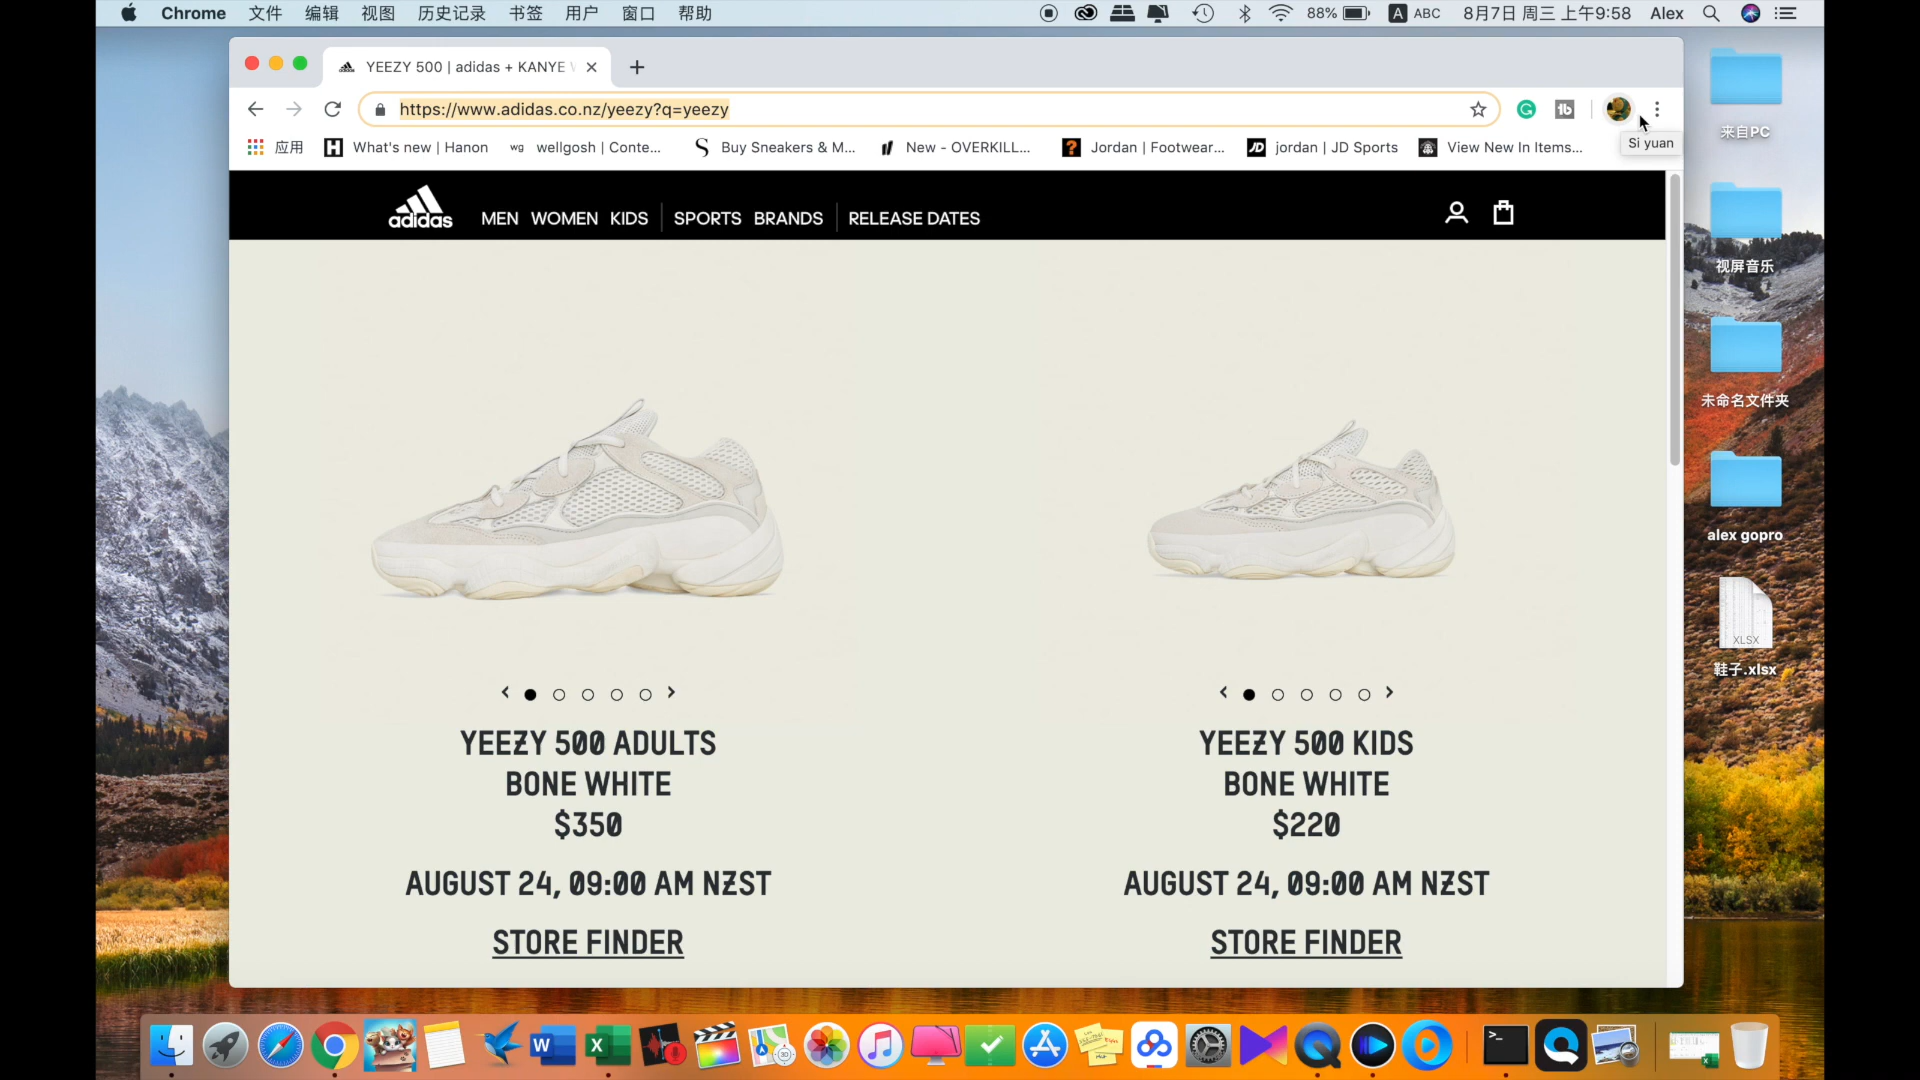 Chrome 文件 编辑 视图 历史记录 书签 用户 窗口 帮助 88% A ABC 8月7日 周三 上午9:58 Alex
YEEZY 500 | adidas + KANYE
https://www.adidas.co.nz/yeezy?q=yeezy
应用 What's new | Hanon wg wellgosh | Conte... Buy Sneakers & M... New - OVERKILL... Jordan | Footwear... JD jordan | JD Sports View New In Items...
Si yuan
adidas MEN WOMEN KIDS SPORTS BRANDS RELEASE DATES
YEEZY 500 ADULTS
BONE WHITE
$350
AUGUST 24, 09:00 AM NZST
STORE FINDER
YEEZY 500 KIDS
BONE WHITE
$220
AUGUST 24, 09:00 AM NZST
STORE FINDER
来自PC
视屏音乐
未命名文件夹
alex gopro
XLSX
鞋子.xlsx